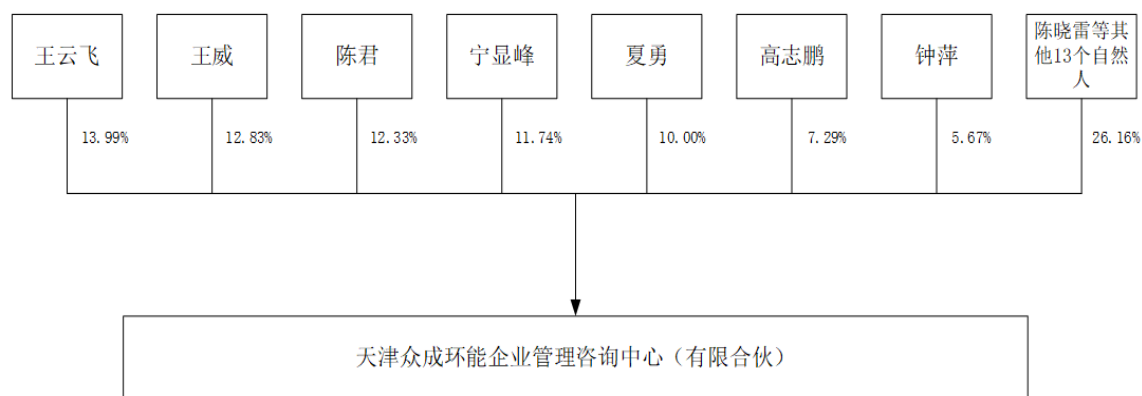 王云飞
王威
陈君
宁显峰
夏勇
高志鹏
钟萍
陈晓雷等其
他13个自然
人
13.99%
12.83%
12.33%
11.74%
10.00%
7.29%
5.67%
26.16%
天津众成环能企业管理咨询中心（有限合伙）